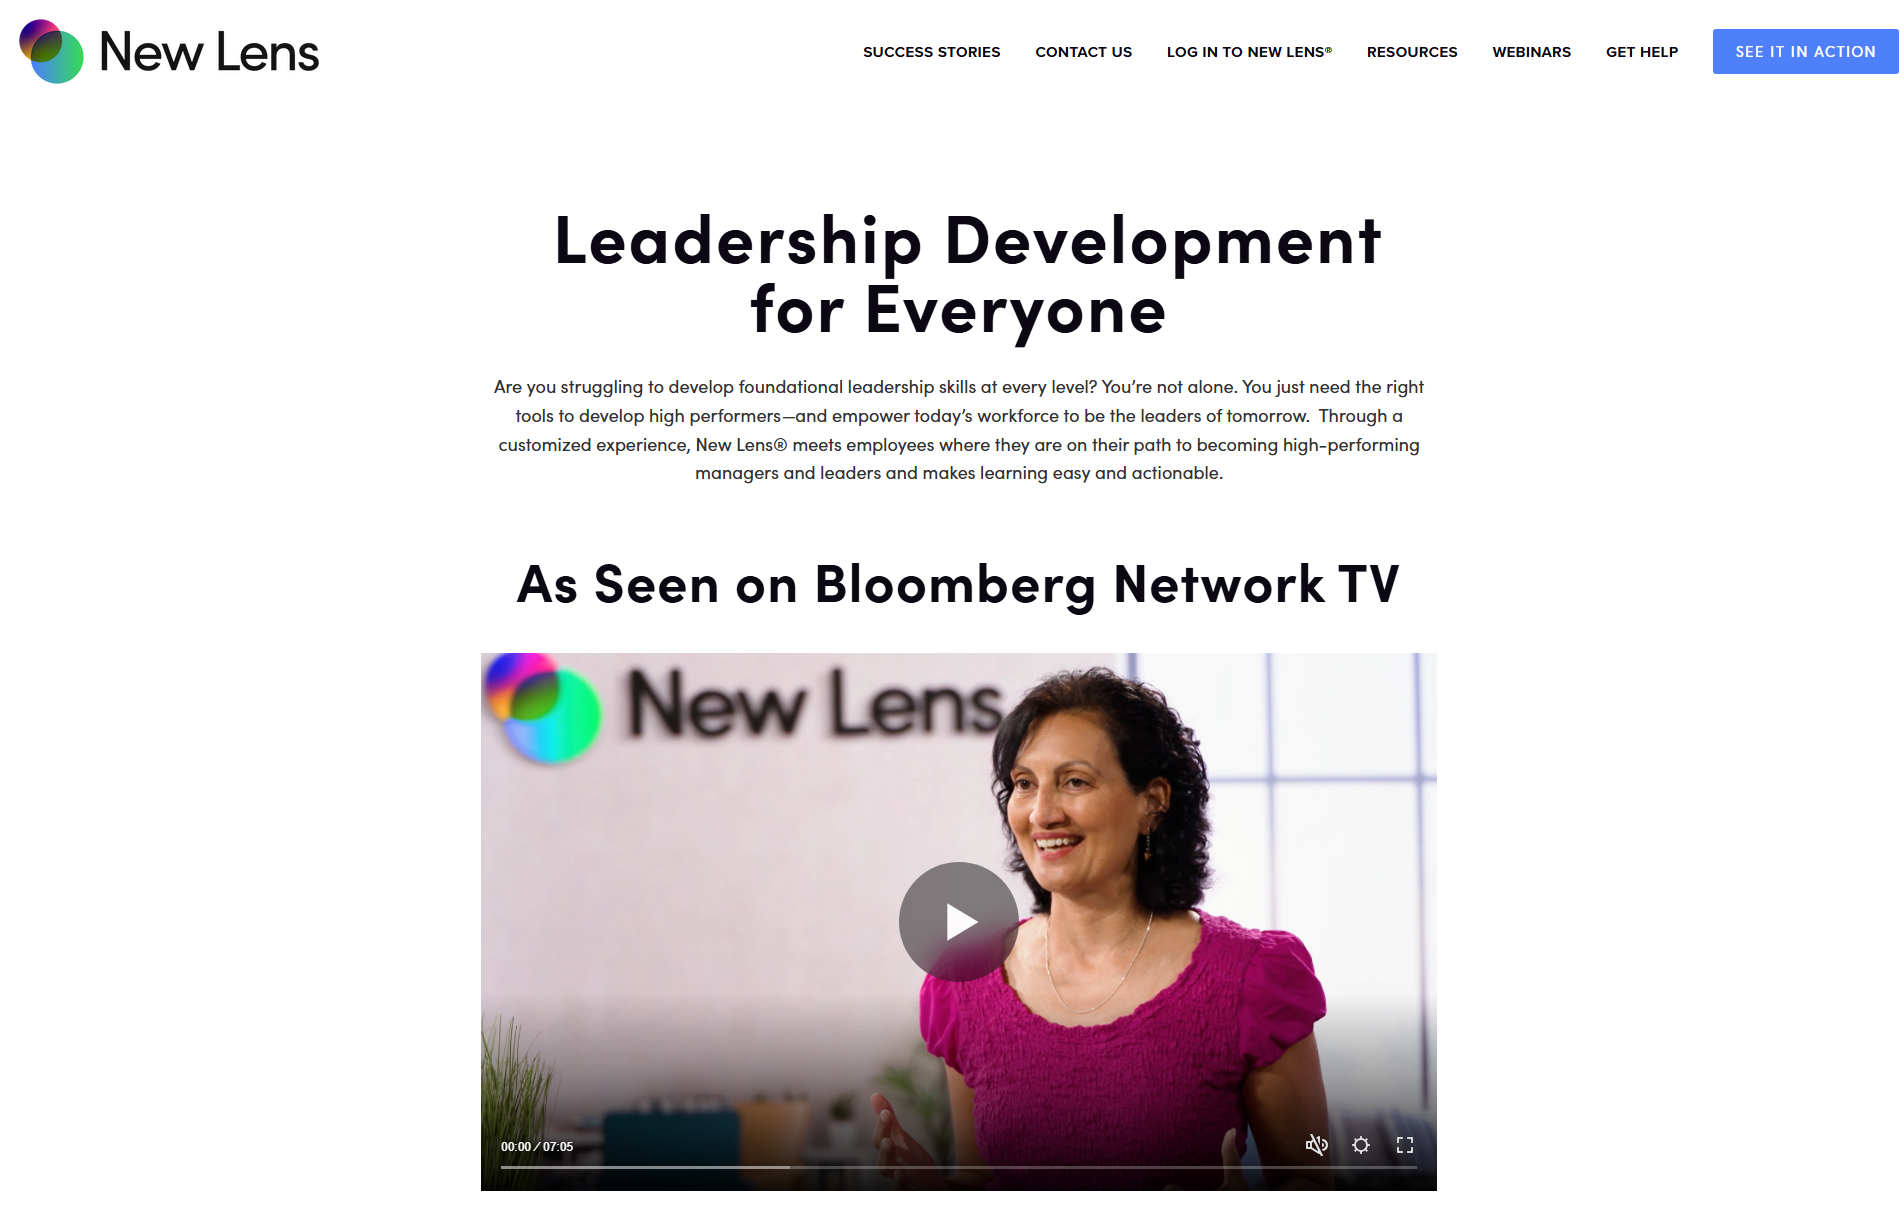 New Lens
SUCCESS STORIES
CONTACT US
LOG IN TO NEW LENS®
RESOURCES
WEBINARS
GET HELP
SEE IT IN ACTION
Leadership Development
for Everyone
Are you struggling to develop foundational leadership skills at every level? You’re not alone. You just need the right
tools to develop high performers—and empower today’s workforce to be the leaders of tomorrow.  Through a
customized experience, New Lens® meets employees where they are on their path to becoming high-performing
managers and leaders and makes learning easy and actionable.
As Seen on Bloomberg Network TV
New Lens
00:00 / 07:05